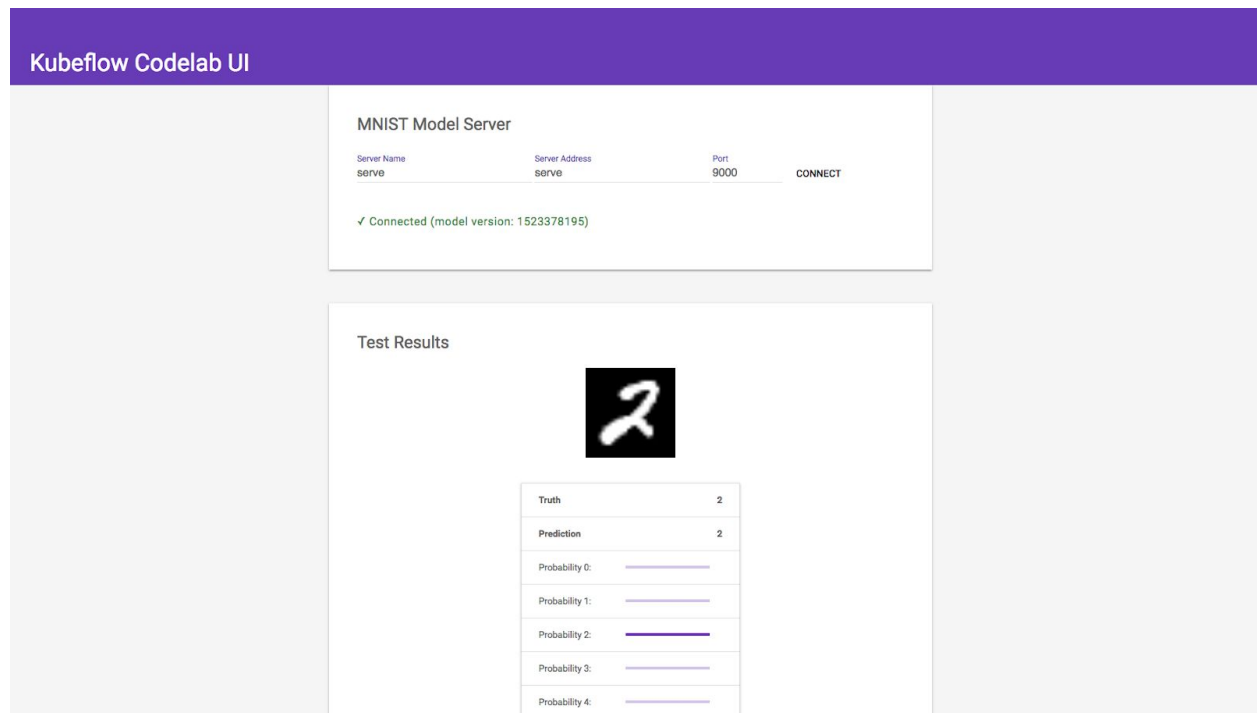 Kubeflow Codelab UI
MNIST Model Server
Server Name Server Address Port
serve serve 9000 CONNECT
✓ Connected (model version: 1523378195)
Test Results
2
Truth 2
Prediction 2
Probability 0:
Probability 1:
Probability 2:
Probability 3:
Probability 4: